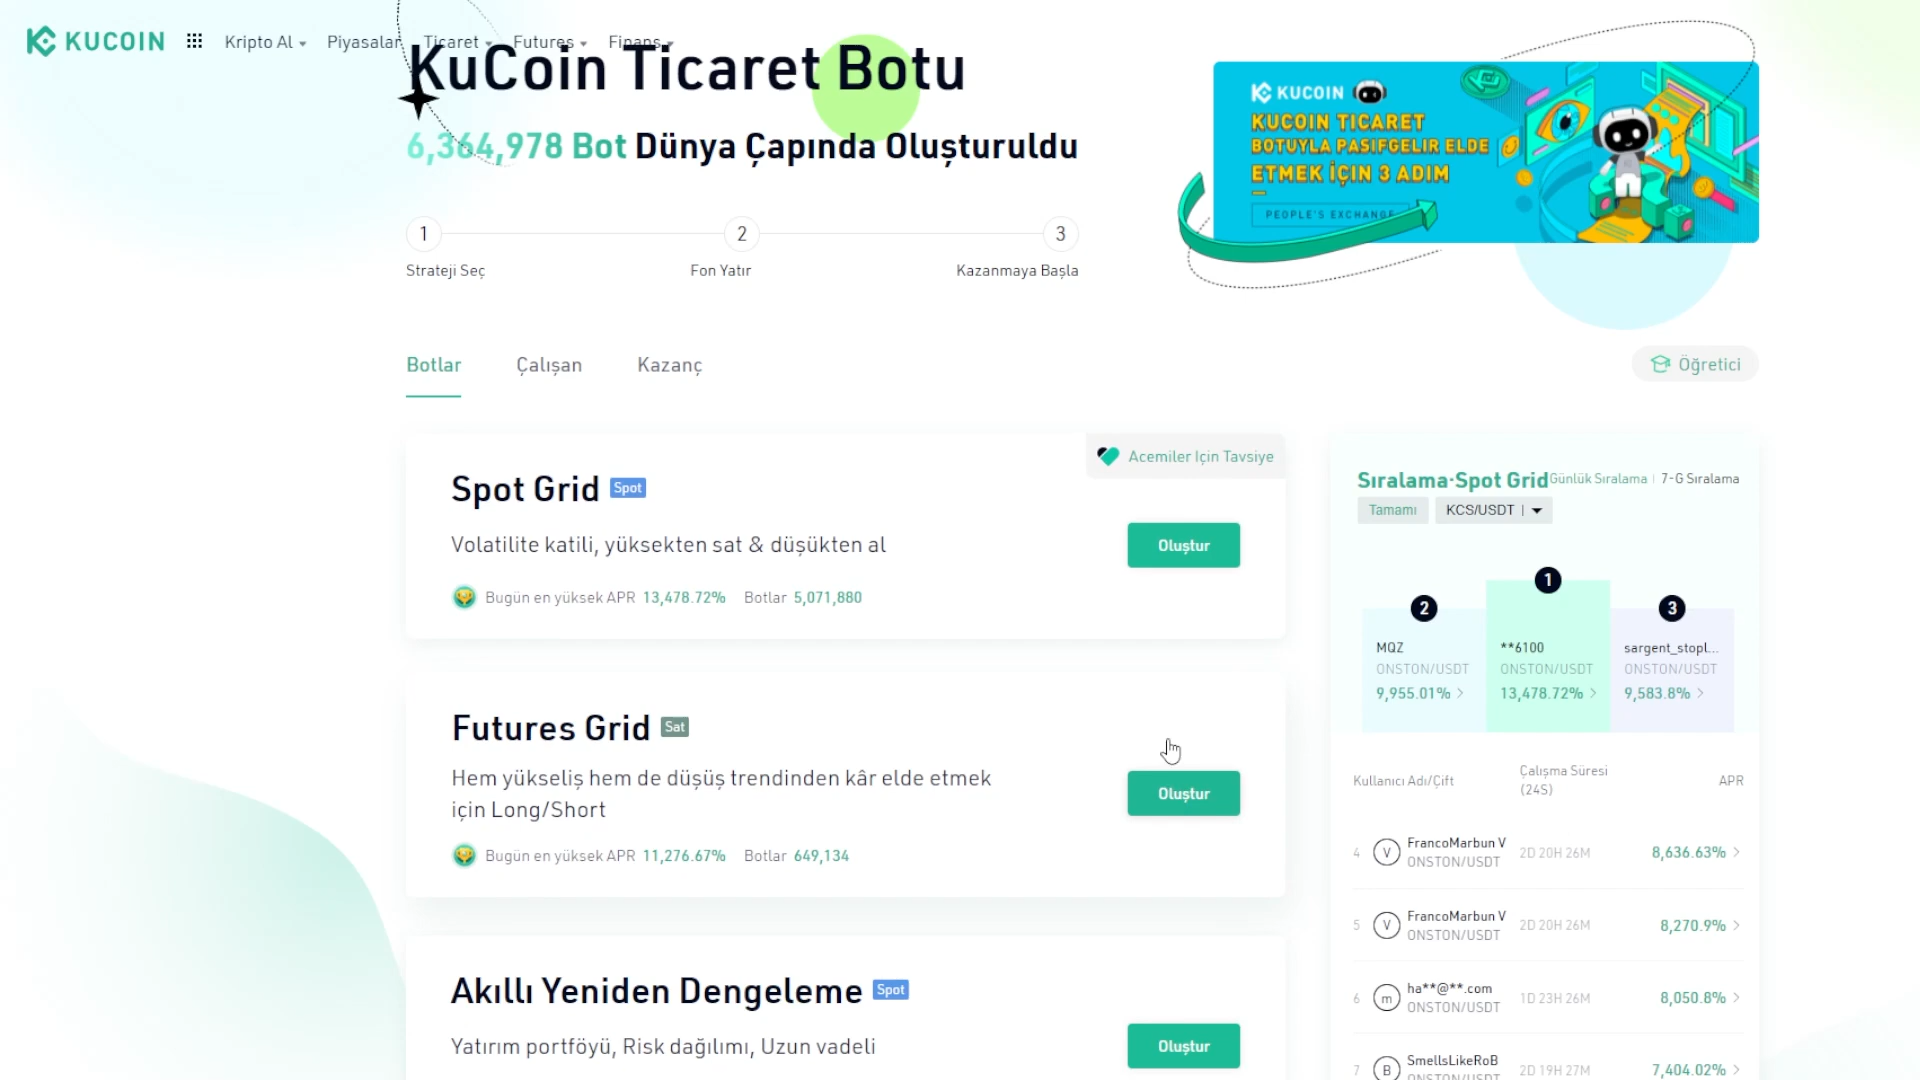 KUCOIN
Kripto Al
Piyasalar
Ticaret
Futures
Finans
KuCoin Ticaret Botu
6,364,978 Bot Dünya Çapında Oluşturuldu
1
2
3
Strateji Seç
Fon Yatır
Kazanmaya Başla
KUCOIN
KUCOIN TICARET
BOTUYLA PASIFGELIR ELDE
ETMEK İÇİN 3 ADIM
PEOPLE'S EXCHANGE
Botlar
Çalışan
Kazanç
Öğretici
Acemiler Için Tavsiye
Spot Grid Spot
Volatilite katili, yüksekten sat & düşükten al
Oluştur
Bugün en yüksek APR 13,478.72% Botlar 5,071,880
Futures Grid Sat
Hem yükseliş hem de düşüş trendinden kâr elde etmek
için Long/Short
Oluştur
Bugün en yüksek APR 11,276.67% Botlar 649,134
Akıllı Yeniden Dengeleme Spot
Yatırım portföyü, Risk dağılımı, Uzun vadeli
Oluştur
Sıralama·Spot Grid Günlük Sıralama | 7-G Sıralama
Tamamı KCS/USDT |
2
MQZ
ONSTON/USDT
9,955.01%
1
**6100
ONSTON/USDT
13,478.72%
3
sargent_stopl...
ONSTON/USDT
9,583.8%
Kullanıcı Adı/Çift
Çalışma Süresi
(24S)
APR
4 V FrancoMarbun V
ONSTON/USDT
2D 20H 26M
8,636.63%
5 V FrancoMarbun V
ONSTON/USDT
2D 20H 26M
8,270.9%
6 m ha**@**.com
ONSTON/USDT
1D 23H 26M
8,050.8%
7 B SmellsLikeRoB
ONSTON/USDT
2D 19H 27M
7,404.02%